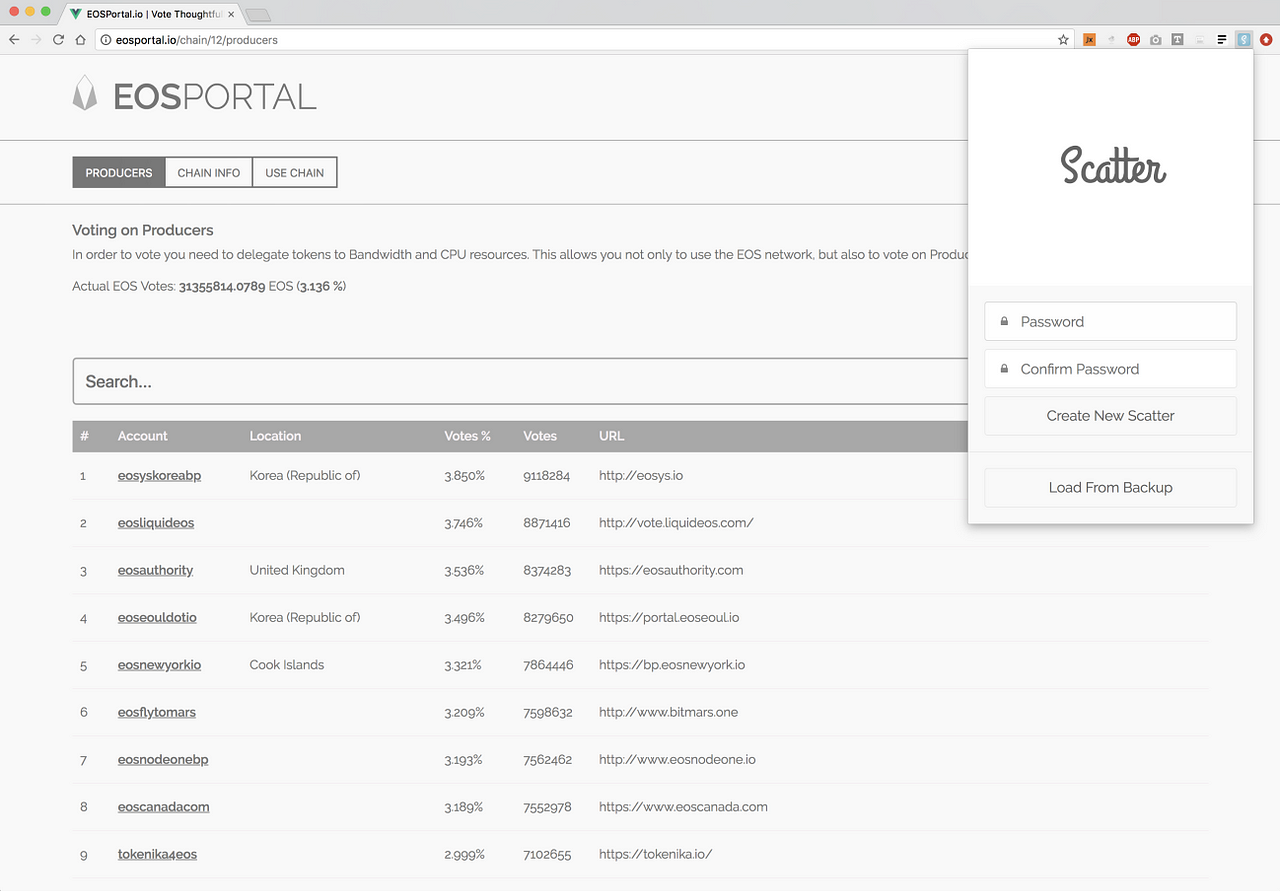 EOSPortal.io | Vote Thoughtful
eosportal.io/chain/12/producers
JX
ABP
T
EOSPORTAL
PRODUCERS CHAIN INFO USE CHAIN
Voting on Producers
In order to vote you need to delegate tokens to Bandwidth and CPU resources. This allows you not only to use the EOS network, but also to vote on Produc
Actual EOS Votes: 31355814.0789 EOS (3.136 %)
Search...
# Account Location Votes % Votes URL
1 eosyskoreabp Korea (Republic of) 3.850% 9118284 http://eosys.io
2 eosliquideos 3.746% 8871416 http://vote.liquideos.com/
3 eosauthority United Kingdom 3.536% 8374283 https://eosauthority.com
4 eoseouldotio Korea (Republic of) 3.496% 8279650 https://portal.eoseoul.io
5 eosnewyorkio Cook Islands 3.321% 7864446 https://bp.eosnewyork.io
6 eosflytomars 3.209% 7598632 http://www.bitmars.one
7 eosnodeonebp 3.193% 7562462 http://www.eosnodeone.io
8 eoscanadacom 3.189% 7552978 https://www.eoscanada.com
9 tokenika4eos 2.999% 7102655 https://tokenika.io/
Scatter
Password
Confirm Password
Create New Scatter
Load From Backup